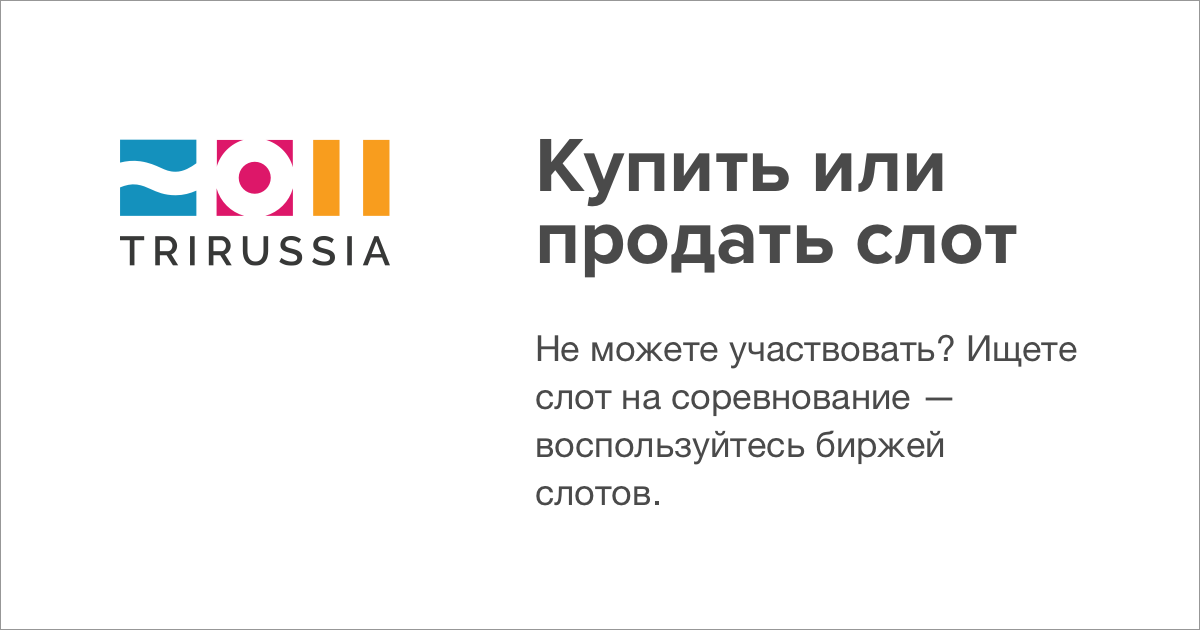 TRIRUSSIA
Купить или
продать слот
Не можете участвовать? Ищете
слот на соревнование —
воспользуйтесь биржей
слотов.